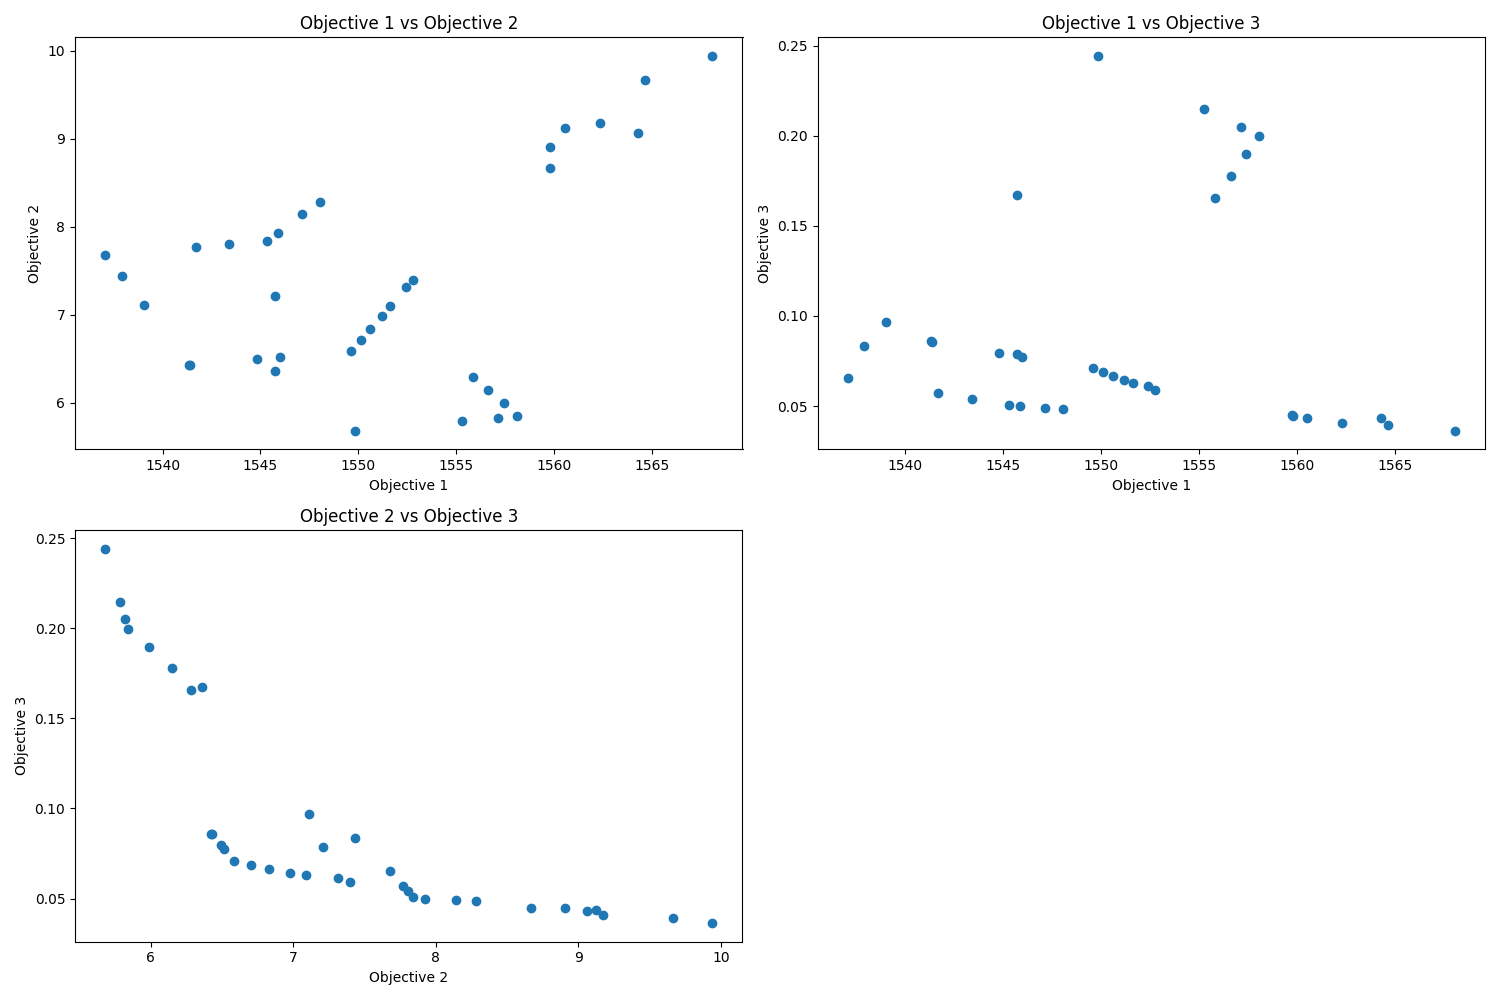 Objective 1 vs Objective 2
10
9
8
7
6
Objective 2
1540 1545 1550 1555 1560 1565
Objective 1
Objective 1 vs Objective 3
0.25
0.20
0.15
0.10
0.05
Objective 3
1540 1545 1550 1555 1560 1565
Objective 1
Objective 2 vs Objective 3
0.25
0.20
0.15
0.10
0.05
Objective 3
6 7 8 9 10
Objective 2